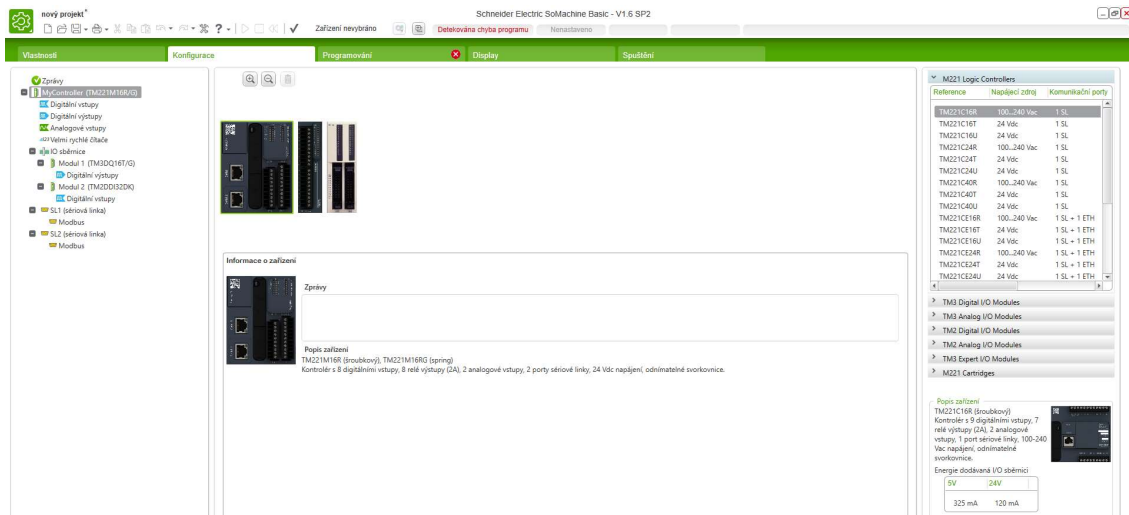 nový projekt*
Schneider Electric SoMachine Basic - V1.6 SP2
Zařízení nevybráno
Detekována chyba programu
Nenastaveno
Vlastnosti
Konfigurace
Programování
Display
Spuštění
Zprávy
MyController (TM221M16R/G)
Digitální vstupy
Digitální výstupy
Analogové vstupy
Velmi rychlé čítače
IO sběrnice
Modul 1 (TM3DQ16T/G)
Digitální výstupy
Modul 2 (TM2DDI32DK)
Digitální vstupy
SL1 (sériová linka)
Modbus
SL2 (sériová linka)
Modbus
Informace o zařízení
Zprávy
Popis zařízení
TM221M16R (šroubkový), TM221M16RG (spring)
Kontrolér s 8 digitálními vstupy, 8 relé výstupy (2A), 2 analogové vstupy, 2 porty sériové linky, 24 Vdc napájení, odnímatelné svorkovnice.
M221 Logic Controllers
Reference Napájecí zdroj Komunikační porty
TM221C16R 100...240 Vac 1 SL
TM221C16T 24 Vdc 1 SL
TM221C16U 24 Vdc 1 SL
TM221C24R 100...240 Vac 1 SL
TM221C24T 24 Vdc 1 SL
TM221C24U 24 Vdc 1 SL
TM221C40R 100...240 Vac 1 SL
TM221C40T 24 Vdc 1 SL
TM221C40U 24 Vdc 1 SL
TM221CE16R 100...240 Vac 1 SL + 1 ETH
TM221CE16T 24 Vdc 1 SL + 1 ETH
TM221CE16U 24 Vdc 1 SL + 1 ETH
TM221CE24R 100...240 Vac 1 SL + 1 ETH
TM221CE24T 24 Vdc 1 SL + 1 ETH
TM221CE24U 24 Vdc 1 SL + 1 ETH
TM3 Digital I/O Modules
TM3 Analog I/O Modules
TM2 Digital I/O Modules
TM2 Analog I/O Modules
TM3 Expert I/O Modules
M221 Cartridges
Popis zařízení
TM221C16R (šroubkový)
Kontrolér s 9 digitálními vstupy, 7
relé výstupy (2A), 2 analogové
vstupy, 1 port sériové linky, 100-240
Vac napájení, odnímatelné
svorkovnice.
Energie dodávaná I/O sběrnici
5V 24V
325 mA 120 mA